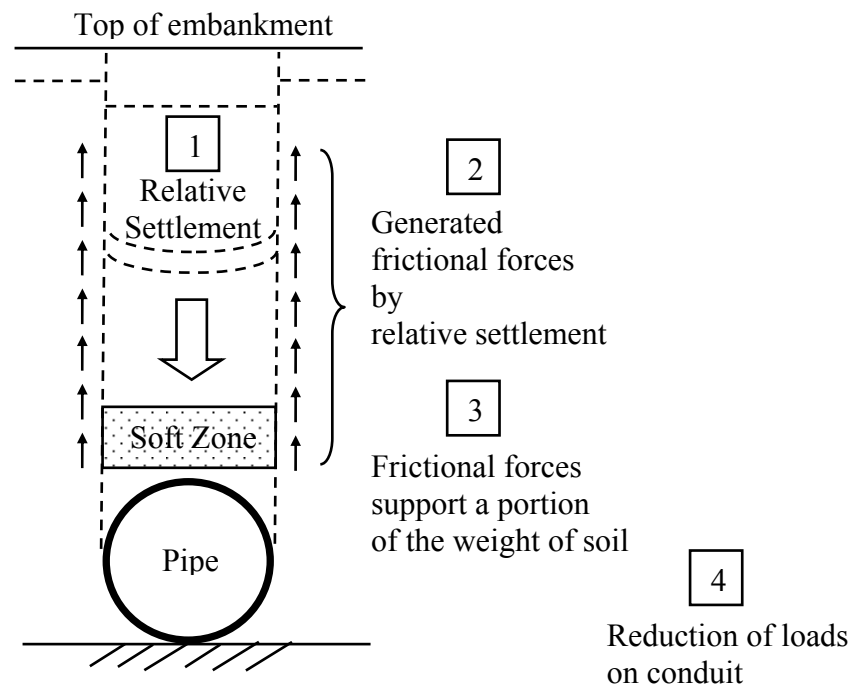 Top of embankment
1
Relative
Settlement
2
Generated
frictional forces
by
relative settlement
3
Soft Zone
Frictional forces
support a portion
of the weight of soil
Pipe
4
Reduction of loads
on conduit